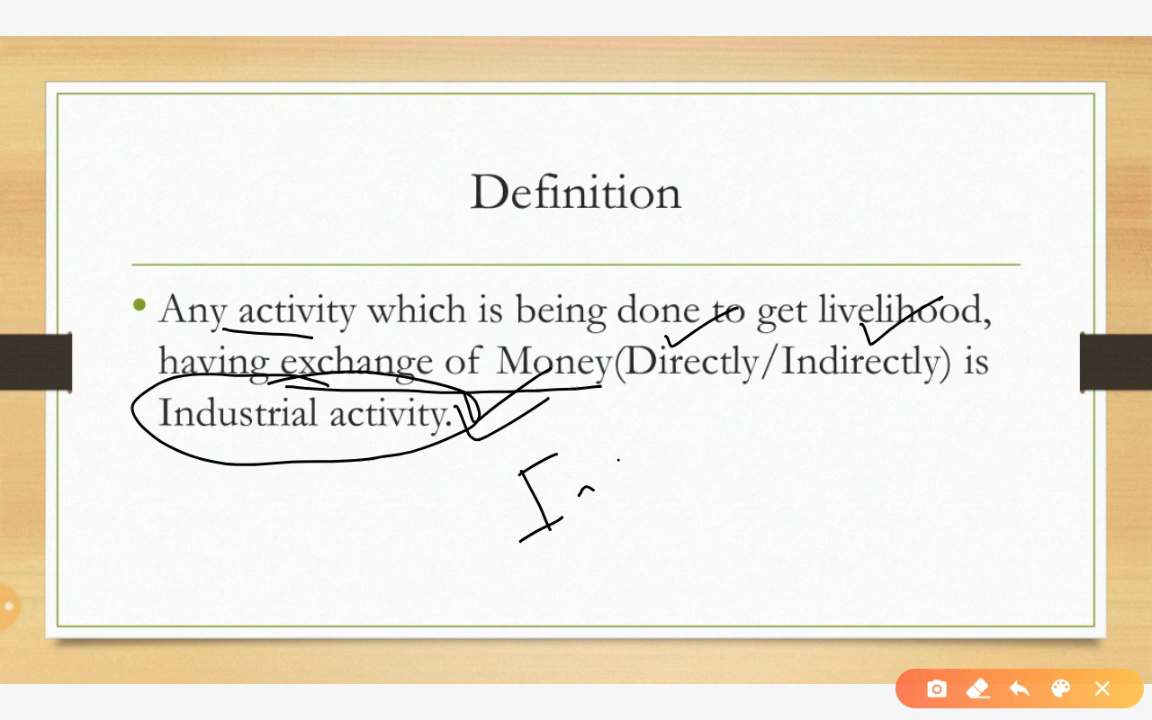 Definition
• Any activity which is being done to get livelihood,
having exchange of Money(Directly/Indirectly) is
Industrial activity.
I